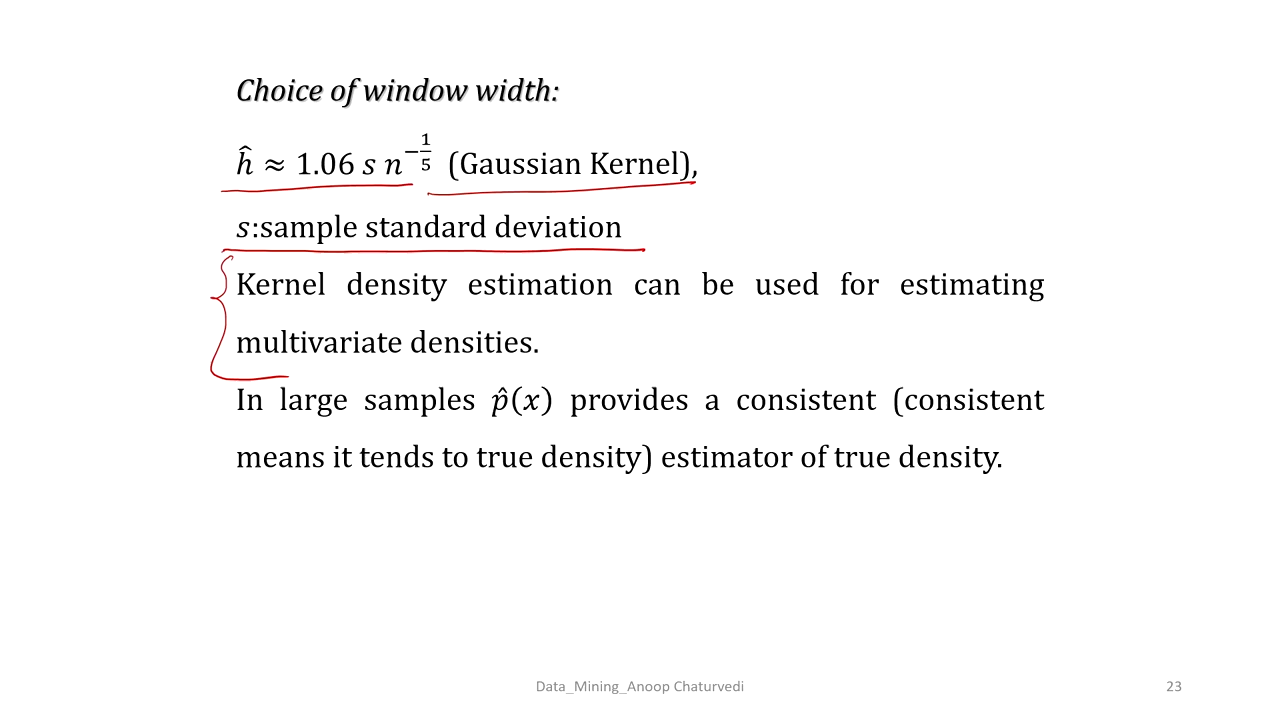 Choice of window width:
ĥ ≈ 1.06 s n^{-1/5} (Gaussian Kernel),
s:sample standard deviation
Kernel density estimation can be used for estimating
multivariate densities.
In large samples p̂(x) provides a consistent (consistent
means it tends to true density) estimator of true density.
Data_Mining_Anoop Chaturvedi
23